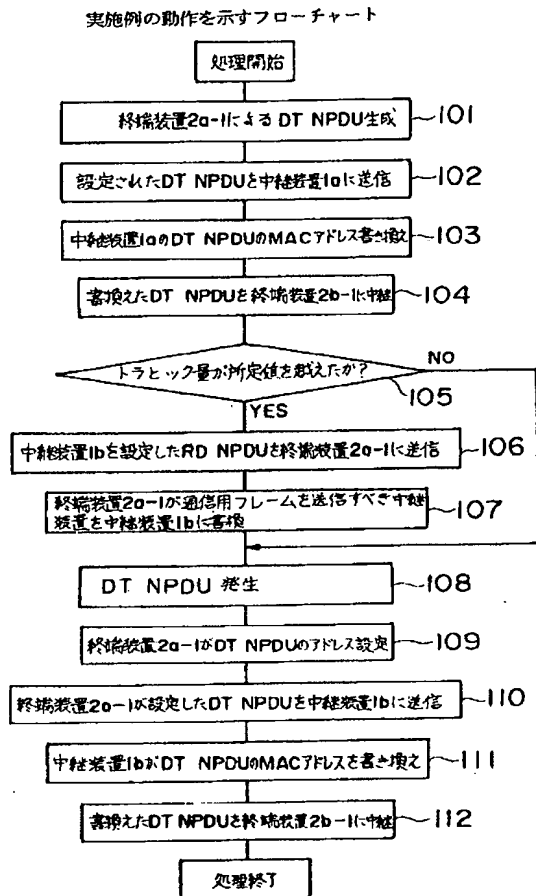 実施例の動作を示すフローチャート
処理開始
終端装置2a-1による DT NPDU生成
101
設定されたDT NPDUを中継装置1aに送信
102
中継装置1aのDT NPDUのMACアドレス書き換え
103
書換えたDT NPDUを終端装置2b-1に中継
104
トラヒック量が所定値を越えたか?
NO
105
YES
中継装置1bを設定したRD NPDUを終端装置2a-1に送信
106
終端装置2a-1が通信用フレームを送信すべき中継
装置を中継装置1bに書換
107
DT NPDU 発生
108
終端装置2a-1がDT NPDUのアドレス設定
109
終端装置2a-1が設定したDT NPDUを中継装置1bに送信
110
中継装置1bがDT NPDUのMACアドレスを書き換え
111
書換えたDT NPDUを終端装置2b-1に中継
112
処理終了